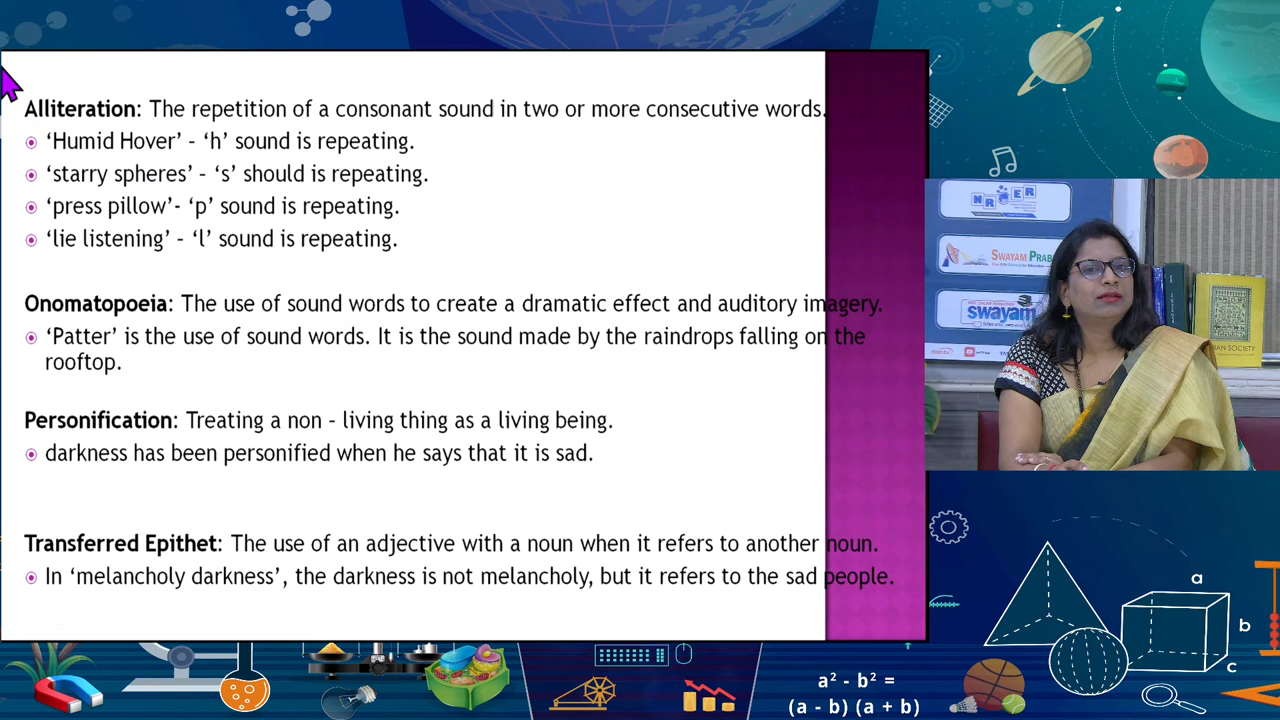 Alliteration: The repetition of a consonant sound in two or more consecutive words.
‘Humid Hover’ – ‘h’ sound is repeating.
‘starry spheres’ – ‘s’ should is repeating.
‘press pillow’- ‘p’ sound is repeating.
‘lie listening’ – ‘l’ sound is repeating.
Onomatopoeia: The use of sound words to create a dramatic effect and auditory imagery.
‘Patter’ is the use of sound words. It is the sound made by the raindrops falling on the
rooftop.
Personification: Treating a non – living thing as a living being.
darkness has been personified when he says that it is sad.
Transferred Epithet: The use of an adjective with a noun when it refers to another noun.
In ‘melancholy darkness’, the darkness is not melancholy, but it refers to the sad people.
NR ER
SWAYAM PRAB
swayam
SOCIETY
a
b
c
a² - b² =
(a - b) (a + b)